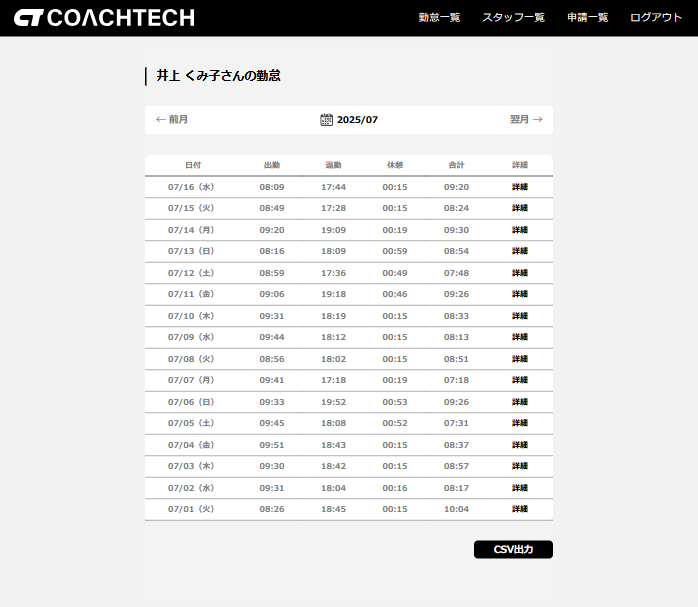 COACHTECH 勤怠一覧 スタッフ一覧 申請一覧 ログアウト
井上 くみ子さんの勤怠
← 前月 2025/07 翌月 →
日付 出勤 退勤 休憩 合計 詳細
07/16（水） 08:09 17:44 00:15 09:20 詳細
07/15（火） 08:49 17:28 00:15 08:24 詳細
07/14（月） 09:20 19:09 00:19 09:30 詳細
07/13（日） 08:16 18:09 00:59 08:54 詳細
07/12（土） 08:59 17:36 00:49 07:48 詳細
07/11（金） 09:06 19:18 00:46 09:26 詳細
07/10（木） 09:31 18:19 00:15 08:33 詳細
07/09（水） 09:44 18:12 00:15 08:13 詳細
07/08（火） 08:56 18:02 00:15 08:51 詳細
07/07（月） 09:41 17:18 00:19 07:18 詳細
07/06（日） 09:33 19:52 00:53 09:26 詳細
07/05（土） 09:45 18:08 00:52 07:31 詳細
07/04（金） 09:51 18:43 00:15 08:37 詳細
07/03（木） 09:30 18:42 00:15 08:57 詳細
07/02（水） 09:31 18:04 00:16 08:17 詳細
07/01（火） 08:26 18:45 00:15 10:04 詳細
CSV出力